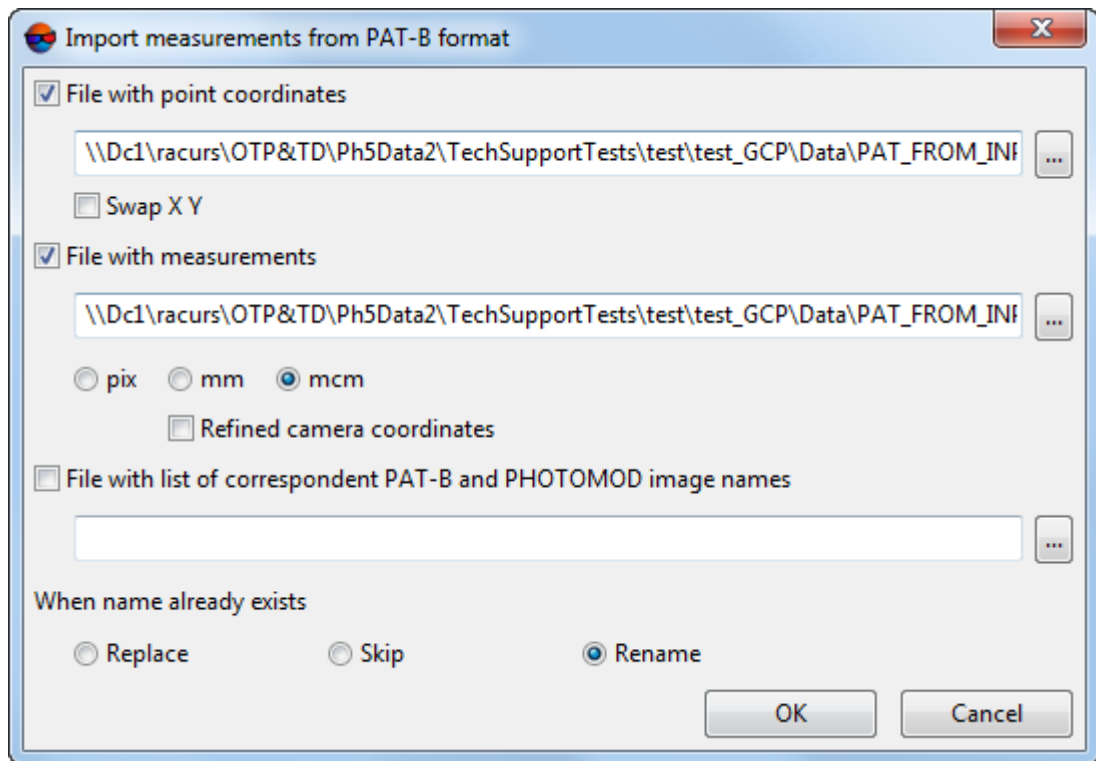 Import measurements from PAT-B format
File with point coordinates
\\Dc1\racurs\OTP&TD\Ph5Data2\TechSupportTests\test\test_GCP\Data\PAT_FROM_INF ...
Swap X Y
File with measurements
\\Dc1\racurs\OTP&TD\Ph5Data2\TechSupportTests\test\test_GCP\Data\PAT_FROM_INF ...
pix mm mcm
Refined camera coordinates
File with list of correspondent PAT-B and PHOTOMOD image names
...
When name already exists
Replace Skip Rename
OK Cancel